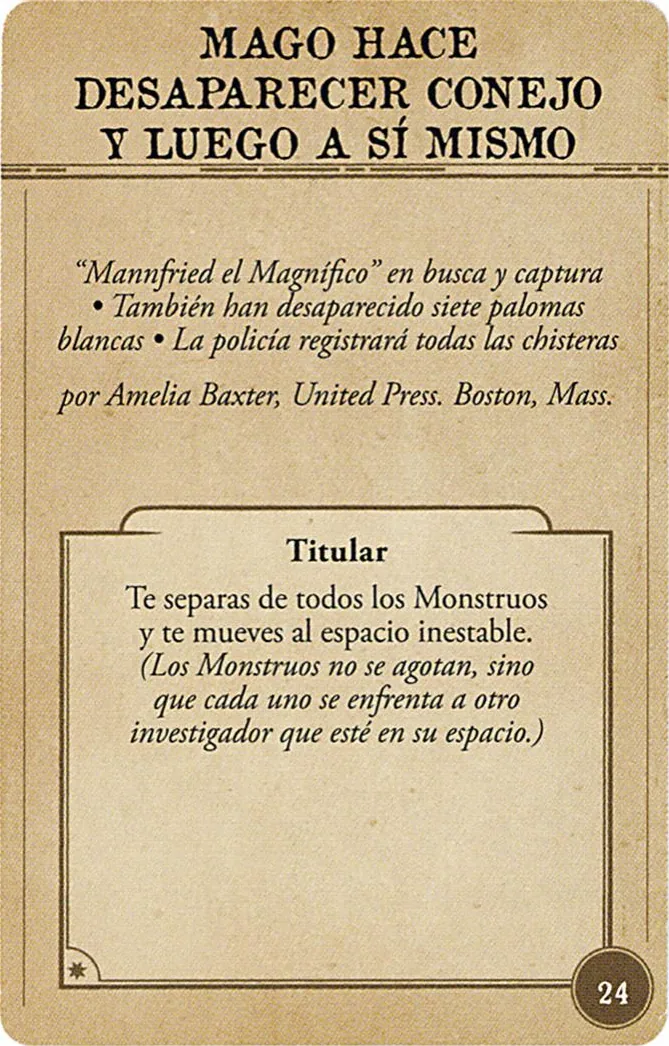 MAGO HACE
DESAPARECER CONEJO
Y LUEGO A SÍ MISMO
“Mannfried el Magnífico” en busca y captura
• También han desaparecido siete palomas
blancas • La policía registrará todas las chisteras
por Amelia Baxter, United Press. Boston, Mass.
Titular
Te separas de todos los Monstruos
y te mueves al espacio inestable.
(Los Monstruos no se agotan, sino
que cada uno se enfrenta a otro
investigador que esté en su espacio.)
24